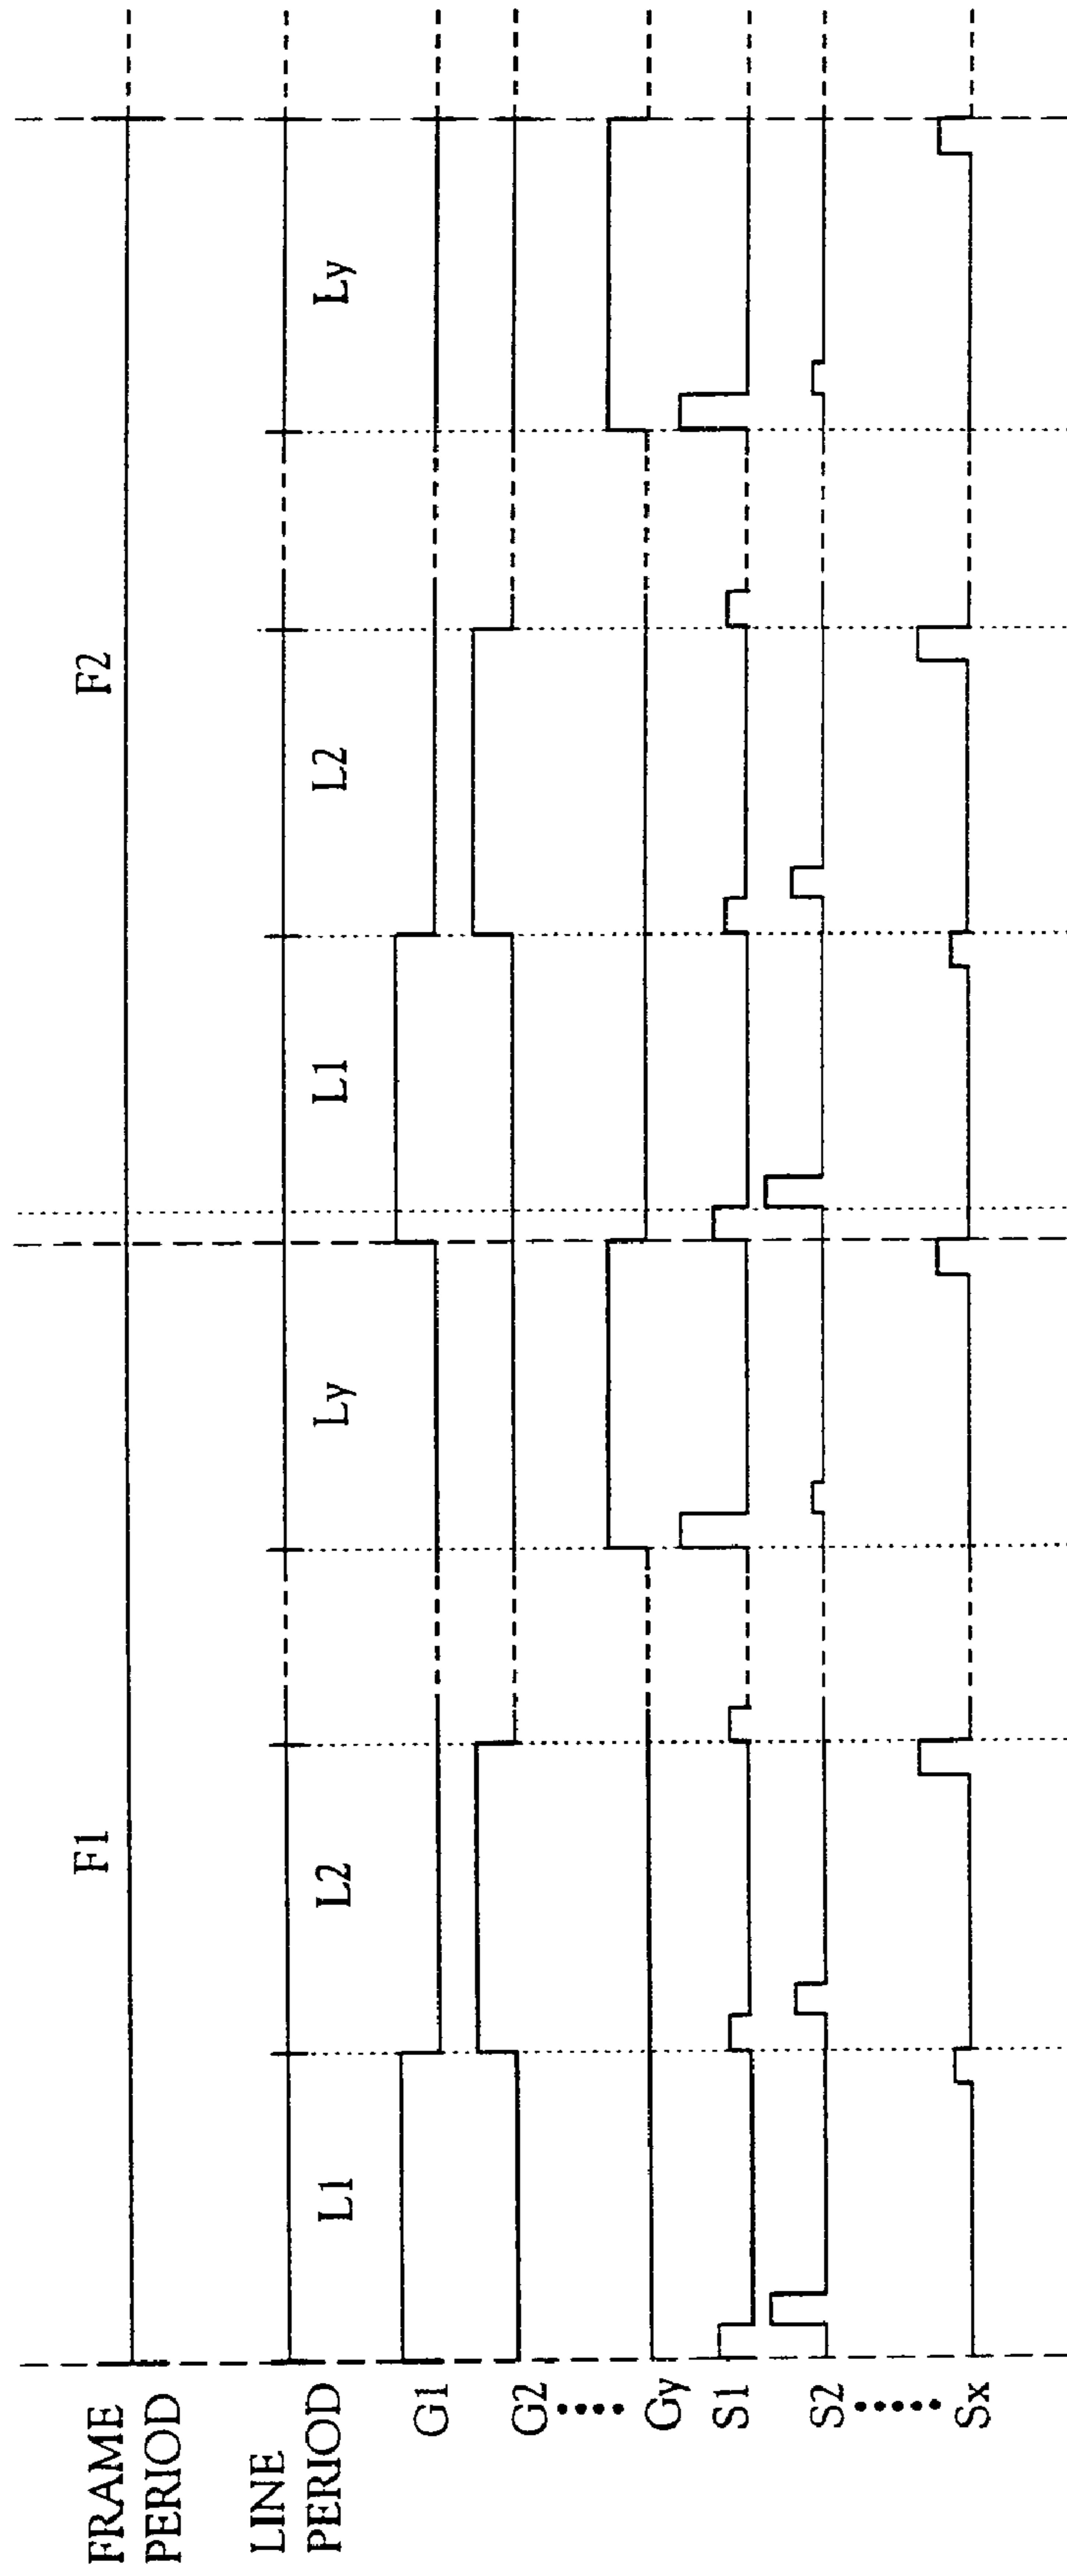 F1
F2
FRAME
PERIOD
LINE
PERIOD
L1
L2
Ly
L1
L2
Ly
G1
G2
Gy
S1
S2
Sx